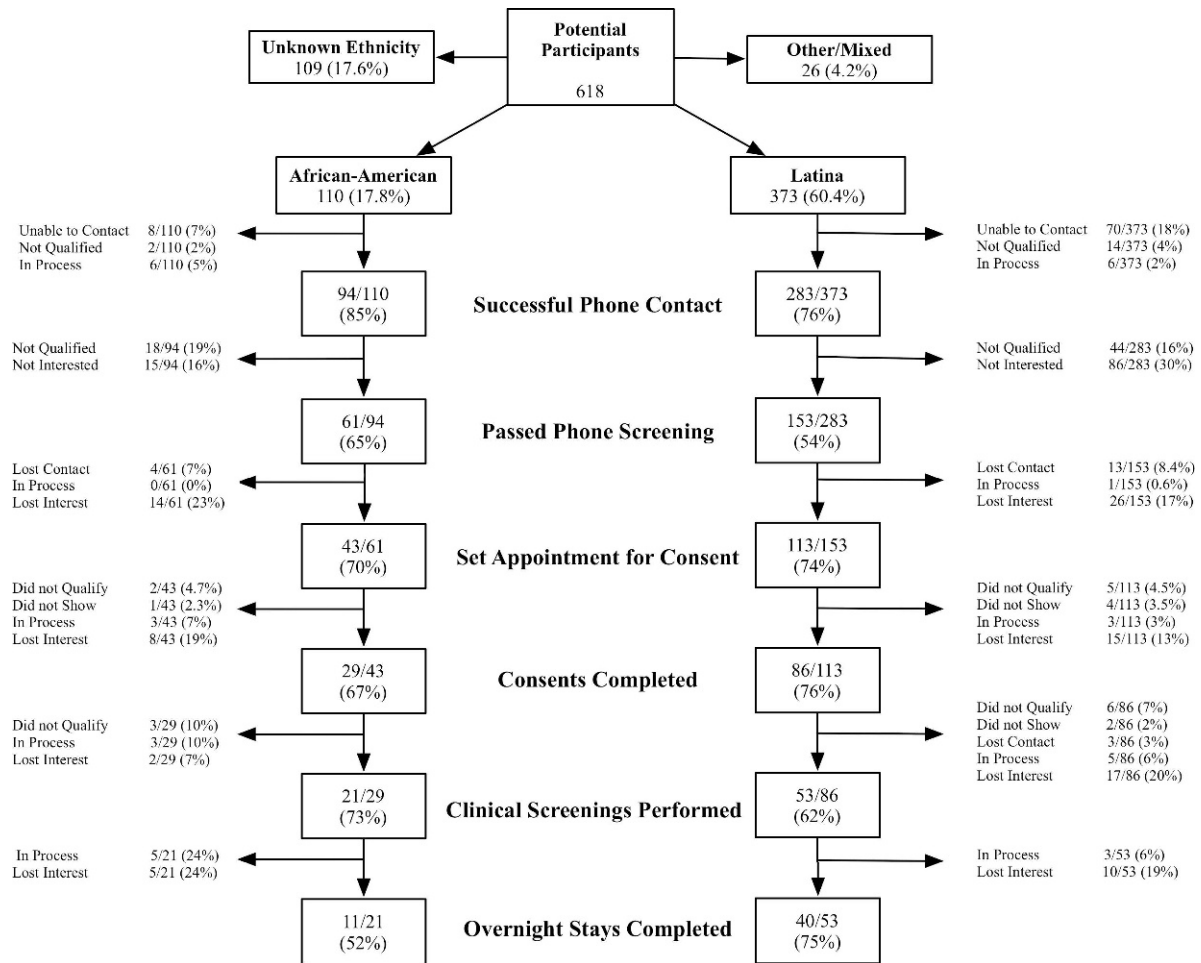 Potential
Participants
618
Unknown Ethnicity
109 (17.6%)
Other/Mixed
26 (4.2%)
African-American
110 (17.8%)
Latina
373 (60.4%)
Unable to Contact 8/110 (7%)
Not Qualified 2/110 (2%)
In Process 6/110 (5%)
Unable to Contact 70/373 (18%)
Not Qualified 14/373 (4%)
In Process 6/373 (2%)
94/110
(85%)
Successful Phone Contact
283/373
(76%)
Not Qualified 18/94 (19%)
Not Interested 15/94 (16%)
Not Qualified 44/283 (16%)
Not Interested 86/283 (30%)
61/94
(65%)
Passed Phone Screening
153/283
(54%)
Lost Contact 4/61 (7%)
In Process 0/61 (0%)
Lost Interest 14/61 (23%)
Lost Contact 13/153 (8.4%)
In Process 1/153 (0.6%)
Lost Interest 26/153 (17%)
43/61
(70%)
Set Appointment for Consent
113/153
(74%)
Did not Qualify 2/43 (4.7%)
Did not Show 1/43 (2.3%)
In Process 3/43 (7%)
Lost Interest 8/43 (19%)
Did not Qualify 5/113 (4.5%)
Did not Show 4/113 (3.5%)
In Process 3/113 (3%)
Lost Interest 15/113 (13%)
29/43
(67%)
Consents Completed
86/113
(76%)
Did not Qualify 3/29 (10%)
In Process 3/29 (10%)
Lost Interest 2/29 (7%)
Did not Qualify 6/86 (7%)
Did not Show 2/86 (2%)
Lost Contact 3/86 (3%)
In Process 5/86 (6%)
Lost Interest 17/86 (20%)
21/29
(73%)
Clinical Screenings Performed
53/86
(62%)
In Process 5/21 (24%)
Lost Interest 5/21 (24%)
In Process 3/53 (6%)
Lost Interest 10/53 (19%)
11/21
(52%)
Overnight Stays Completed
40/53
(75%)